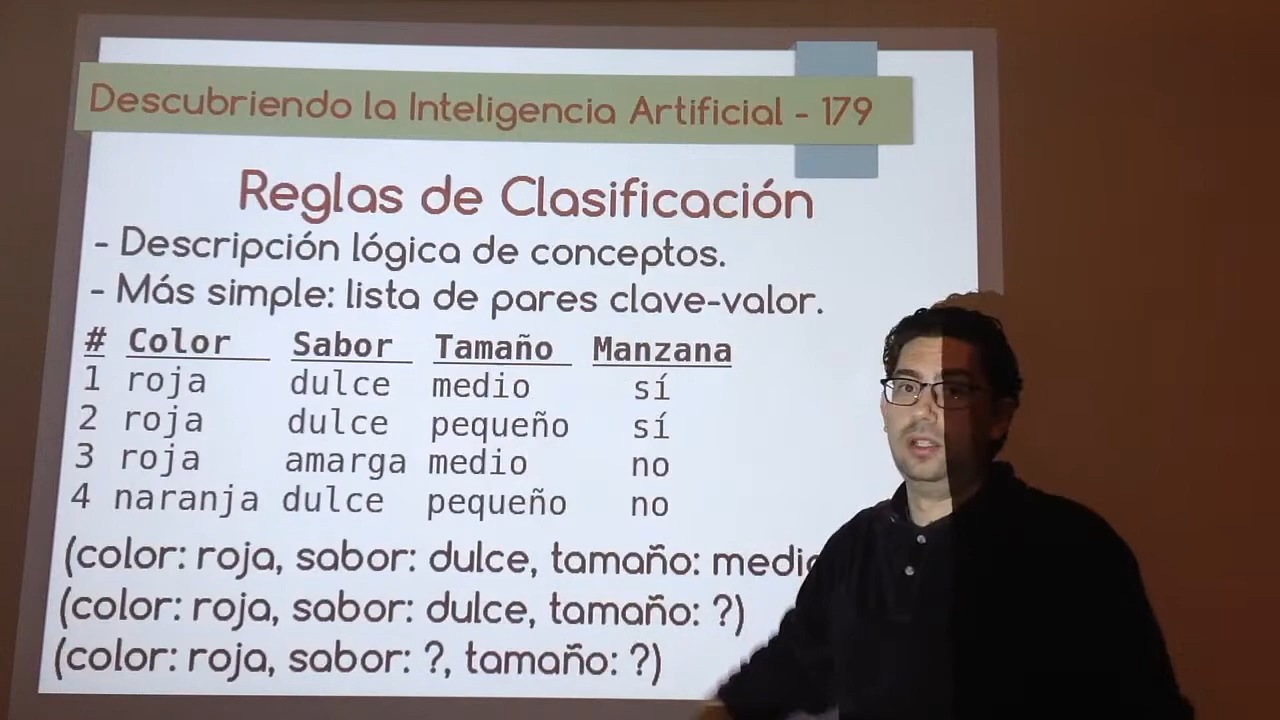 Descubriendo la Inteligencia Artificial - 179
Reglas de Clasificación
- Descripción lógica de conceptos.
- Más simple: lista de pares clave-valor.
# Color Sabor Tamaño Manzana
1 roja dulce medio sí
2 roja dulce pequeño sí
3 roja amarga medio no
4 naranja dulce pequeño no
(color: roja, sabor: dulce, tamaño:
(color: roja, sabor: dulce, tamaño: ?)
(color: roja, sabor: ?, tamaño: ?)